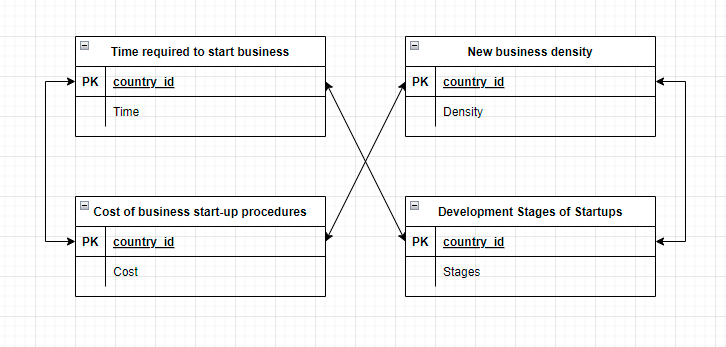 Time required to start business
PK country_id
Time
New business density
PK country_id
Density
Cost of business start-up procedures
PK country_id
Cost
Development Stages of Startups
PK country_id
Stages